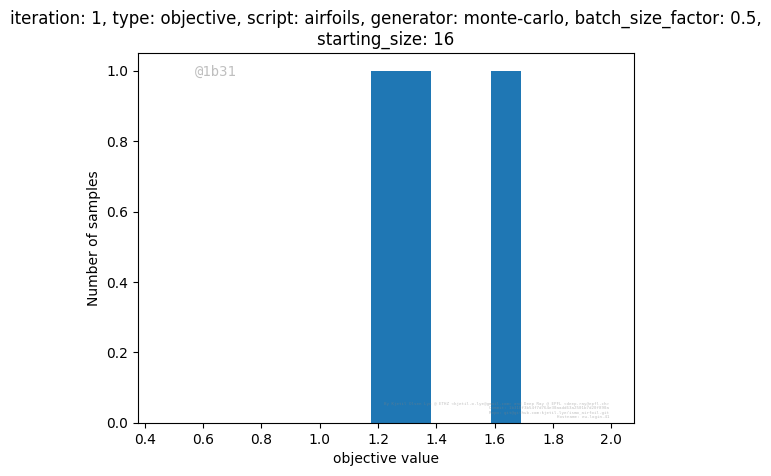 iteration: 1, type: objective, script: airfoils, generator: monte-carlo, batch_size_factor: 0.5,
starting_size: 16
@1b31
1.0
0.8
0.6
0.4
0.2
0.0
Number of samples
0.4 0.6 0.8 1.0 1.2 1.4 1.6 1.8 2.0
objective value